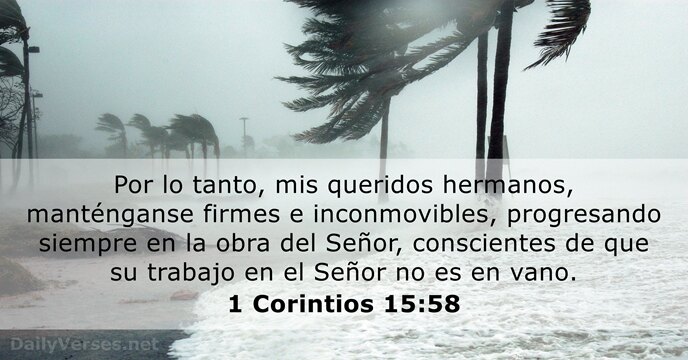 Por lo tanto, mis queridos hermanos,
manténganse firmes e inconmovibles, progresando
siempre en la obra del Señor, conscientes de que
su trabajo en el Señor no es en vano.
1 Corintios 15:58
DailyVerses.net